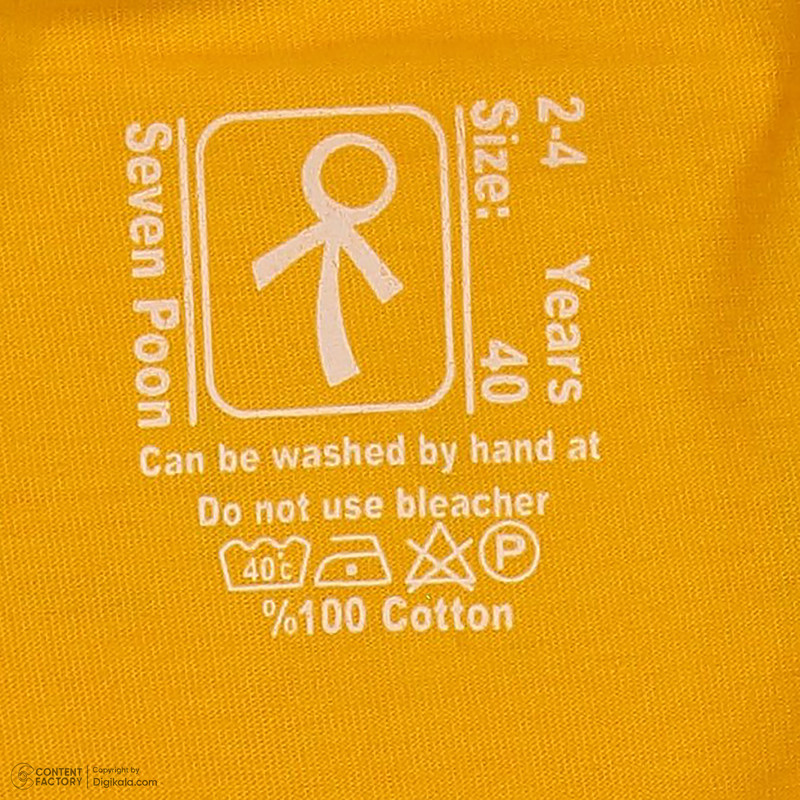 Seven Poon
2-4 Years
Size: 40
Can be washed by hand at
Do not use bleacher
40°c
P
%100 Cotton
CONTENT FACTORY
Copyright by
Digikala.com